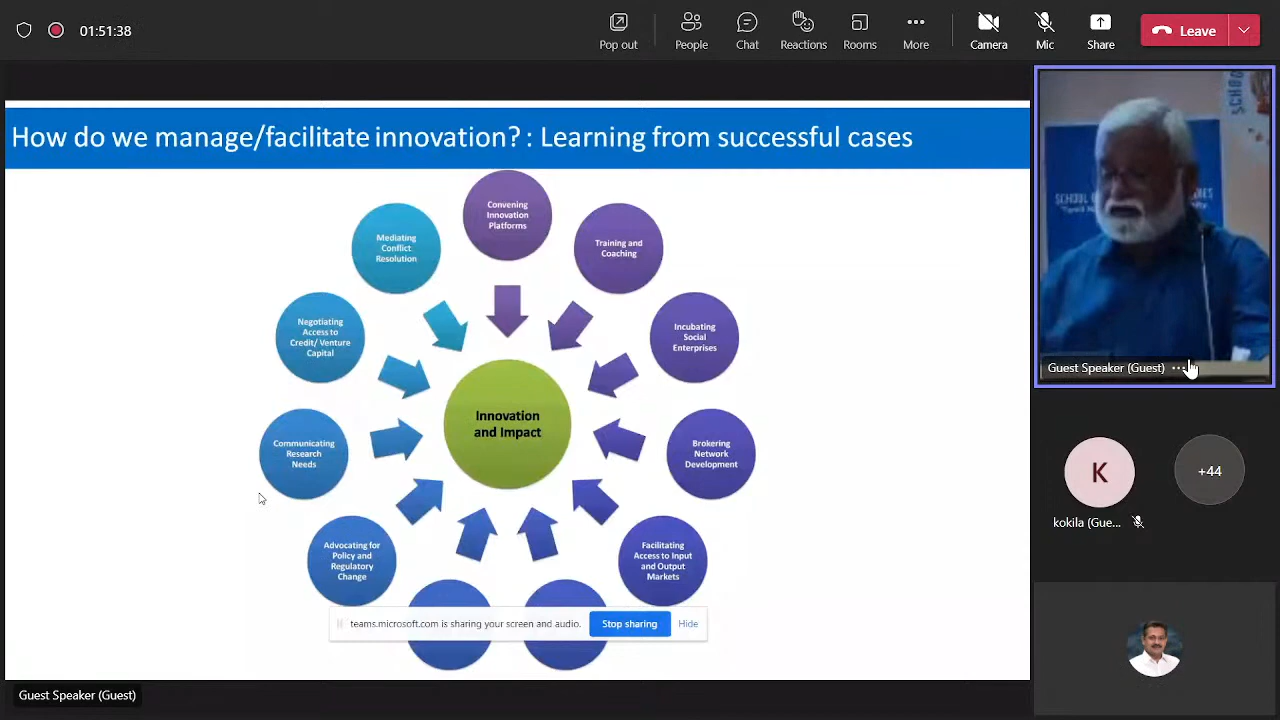 01:51:38
Pop out
People
Chat
Reactions
Rooms
More
Camera
Mic
Share
Leave
How do we manage/facilitate innovation? : Learning from successful cases
Convening
Innovation
Platforms
Mediating
Conflict
Resolution
Training and
Coaching
Negotiating
Access to
Credit/ Venture
Capital
Incubating
Social
Enterprises
Innovation
and Impact
Communicating
Research
Needs
Brokering
Network
Development
Advocating for
Policy and
Regulatory
Change
Facilitating
Access to Input
and Output
Markets
teams.microsoft.com is sharing your screen and audio.
Stop sharing
Hide
Guest Speaker (Guest)
SCHOOL
SCHOOL
Guest Speaker (Guest)
K
+44
kokila (Gue...